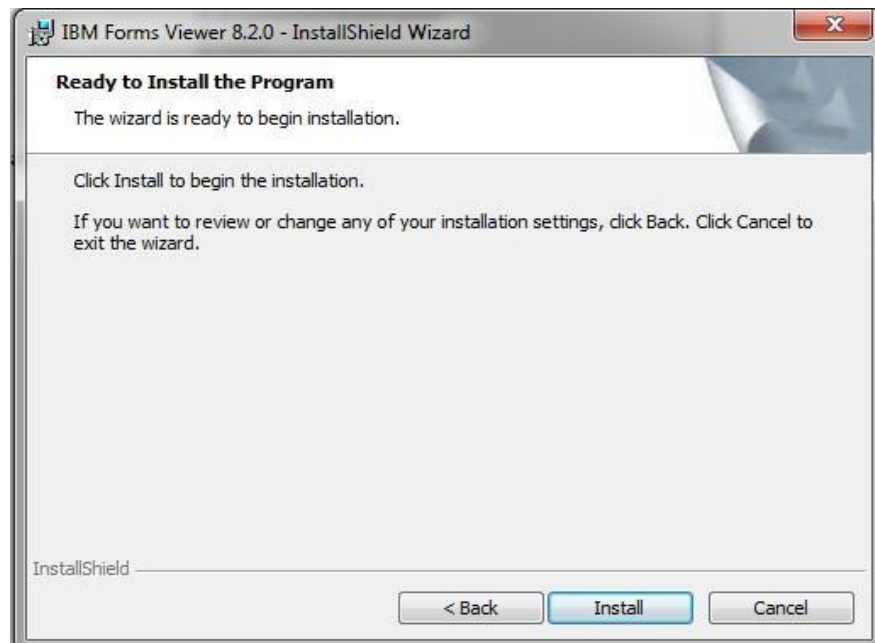 IBM Forms Viewer 8.2.0 - InstallShield Wizard
Ready to Install the Program
The wizard is ready to begin installation.
Click Install to begin the installation.
If you want to review or change any of your installation settings, click Back. Click Cancel to
exit the wizard.
InstallShield
< Back Install Cancel